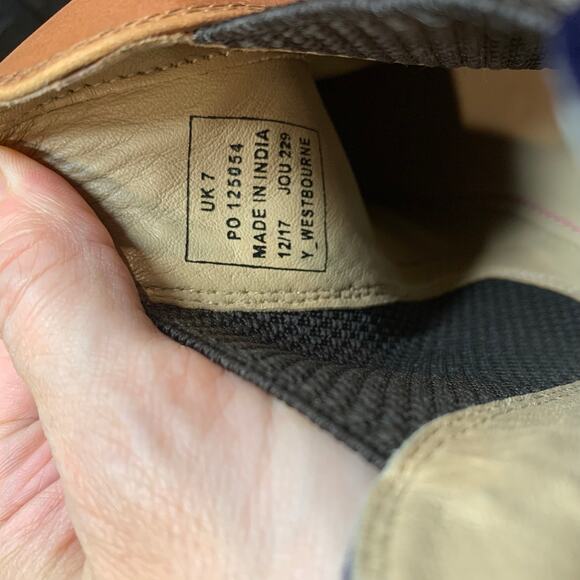 UK 7
PO 125054
MADE IN INDIA
12/17 JOU 229
Y_WESTBOURNE